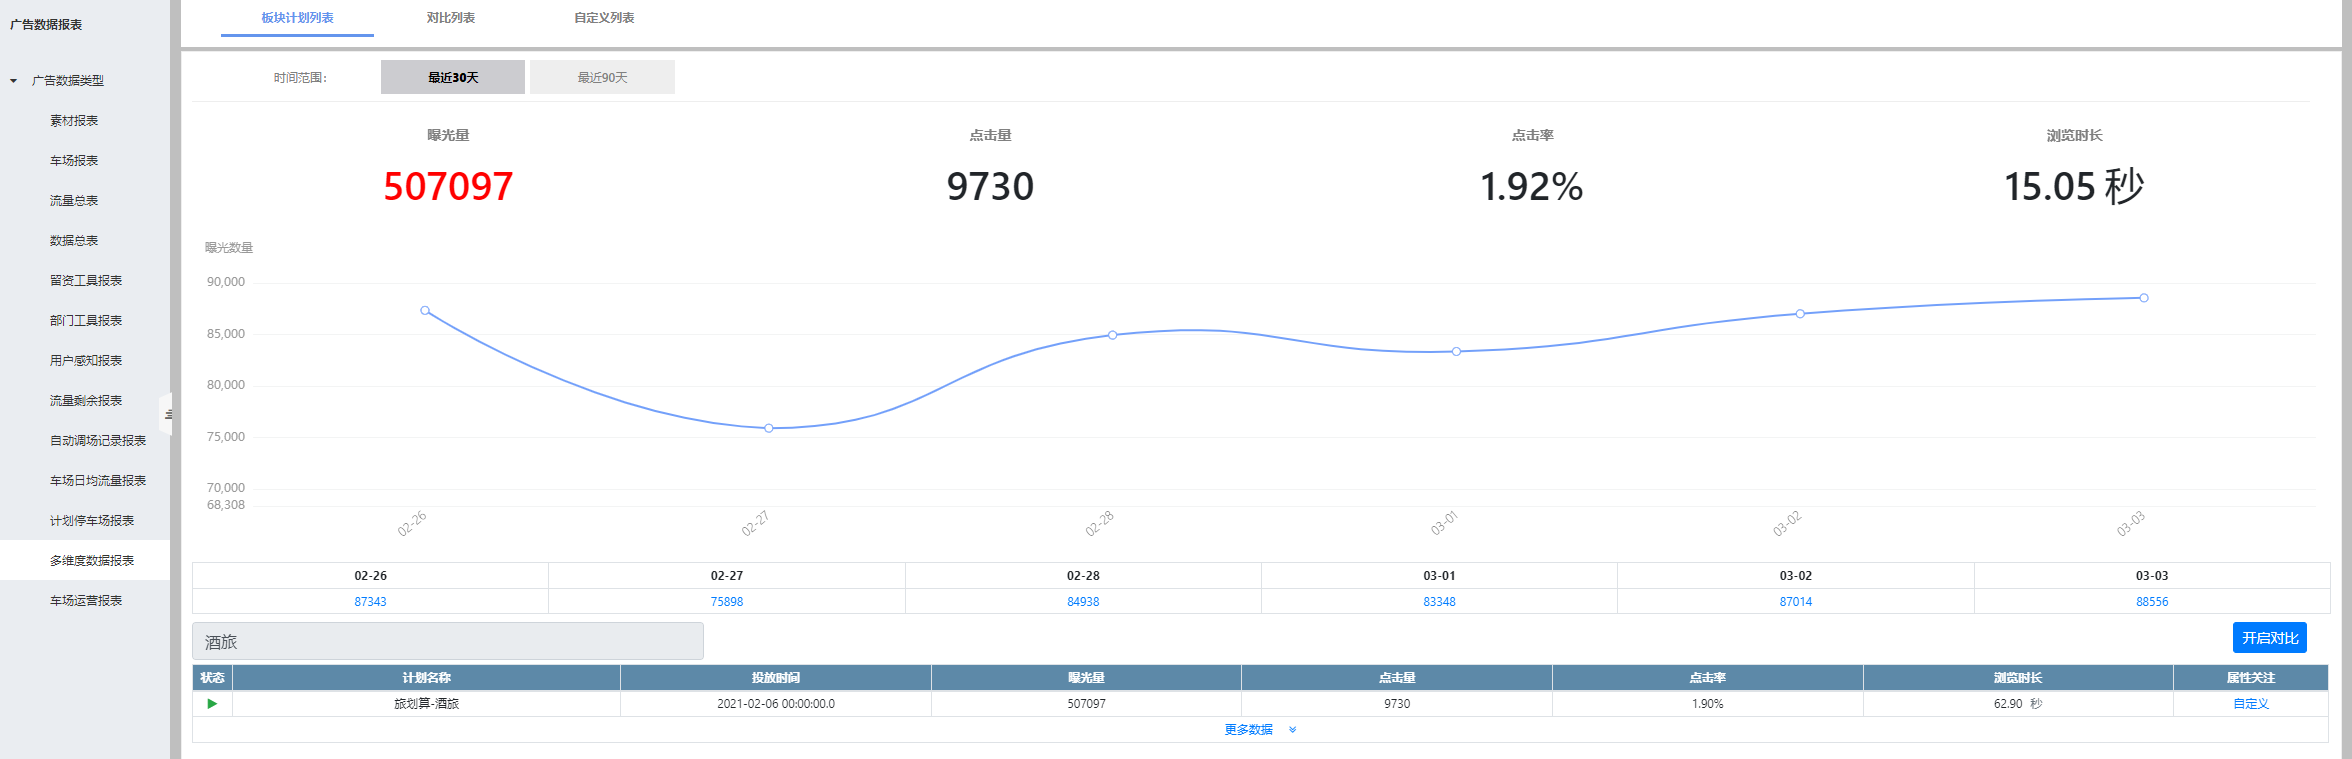 广告数据报表
广告数据类型
素材报表
车场报表
流量总表
数据总表
留资工具报表
部门工具报表
用户感知报表
流量剩余报表
自动调场记录报表
车场日均流量报表
计划停车场报表
多维度数据报表
车场运营报表
板块计划列表 对比列表 自定义列表
时间范围： 最近30天 最近90天
曝光量 点击量 点击率 浏览时长
507097 9730 1.92% 15.05 秒
曝光数量
90,000
85,000
80,000
75,000
70,000
68,308
02-26 02-27 02-28 03-01 03-02 03-03
02-26 02-27 02-28 03-01 03-02 03-03
87343 75898 84938 83348 87014 88556
酒旅 开启对比
状态 计划名称 投放时间 曝光量 点击量 点击率 浏览时长 属性关注
旅划算-酒旅 2021-02-06 00:00:00.0 507097 9730 1.90% 62.90 秒 自定义
更多数据